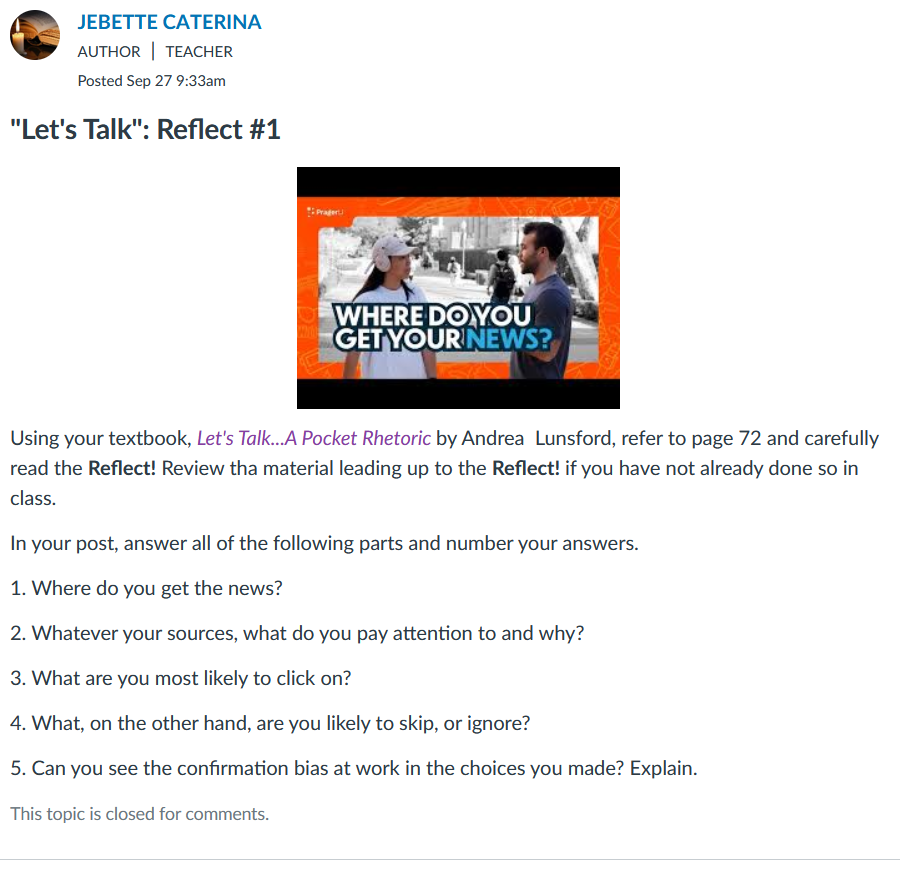 JEBETTE CATERINA
AUTHOR | TEACHER
Posted Sep 27 9:33am
"Let's Talk": Reflect #1
PragerU
WHERE DO YOU
GET YOUR NEWS?
Using your textbook, Let's Talk...A Pocket Rhetoric by Andrea Lunsford, refer to page 72 and carefully
read the Reflect! Review tha material leading up to the Reflect! if you have not already done so in
class.
In your post, answer all of the following parts and number your answers.
1. Where do you get the news?
2. Whatever your sources, what do you pay attention to and why?
3. What are you most likely to click on?
4. What, on the other hand, are you likely to skip, or ignore?
5. Can you see the confirmation bias at work in the choices you made? Explain.
This topic is closed for comments.